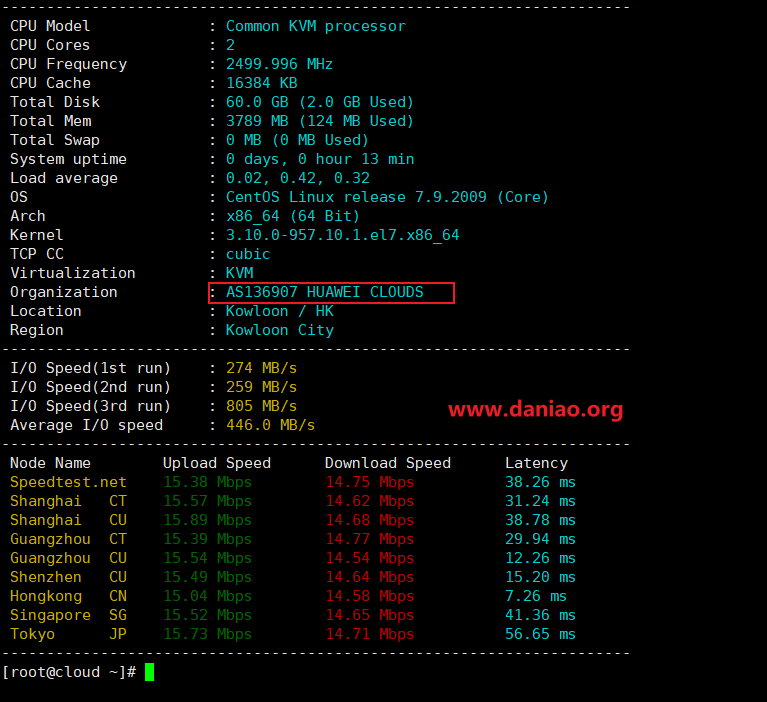 ----------------------------------------------------------------------
CPU Model : Common KVM processor
CPU Cores : 2
CPU Frequency : 2499.996 MHz
CPU Cache : 16384 KB
Total Disk : 60.0 GB (2.0 GB Used)
Total Mem : 3789 MB (124 MB Used)
Total Swap : 0 MB (0 MB Used)
System uptime : 0 days, 0 hour 13 min
Load average : 0.02, 0.42, 0.32
OS : CentOS Linux release 7.9.2009 (Core)
Arch : x86_64 (64 Bit)
Kernel : 3.10.0-957.10.1.el7.x86_64
TCP CC : cubic
Virtualization : KVM
Organization : AS136907 HUAWEI CLOUDS
Location : Kowloon / HK
Region : Kowloon City
----------------------------------------------------------------------
I/O Speed(1st run) : 274 MB/s
I/O Speed(2nd run) : 259 MB/s
I/O Speed(3rd run) : 805 MB/s
www.daniao.org
Average I/O speed : 446.0 MB/s
----------------------------------------------------------------------
Node Name Upload Speed Download Speed Latency
Speedtest.net 15.38 Mbps 14.75 Mbps 38.26 ms
Shanghai CT 15.57 Mbps 14.62 Mbps 31.24 ms
Shanghai CU 15.89 Mbps 14.68 Mbps 38.78 ms
Guangzhou CT 15.39 Mbps 14.77 Mbps 29.94 ms
Guangzhou CU 15.54 Mbps 14.54 Mbps 12.26 ms
Shenzhen CU 15.49 Mbps 14.64 Mbps 15.20 ms
Hongkong CN 15.04 Mbps 14.58 Mbps 7.26 ms
Singapore SG 15.52 Mbps 14.65 Mbps 41.36 ms
Tokyo JP 15.73 Mbps 14.71 Mbps 56.65 ms
----------------------------------------------------------------------
[root@cloud ~]#